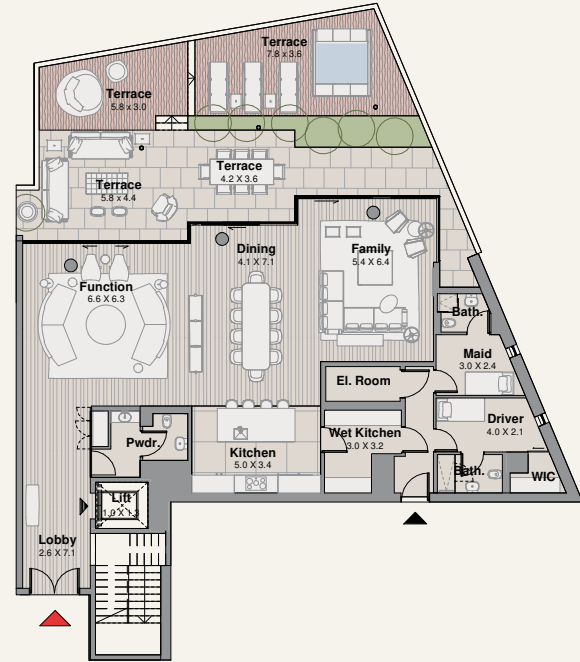 Terrace
7.8 x 3.6
Terrace
5.8 x 3.0
Terrace
4.2 X 3.6
Terrace
5.8 x 4.4
Dining
4.1 X 7.1
Family
5.4 X 6.4
Function
6.6 X 6.3
Bath.
Maid
3.0 X 2.4
El. Room
Driver
4.0 X 2.1
Wet Kitchen
3.0 X 3.2
Pwdr.
Kitchen
5.0 X 3.4
Bath.
WIC
Lift
Lobby
2.6 X 7.1